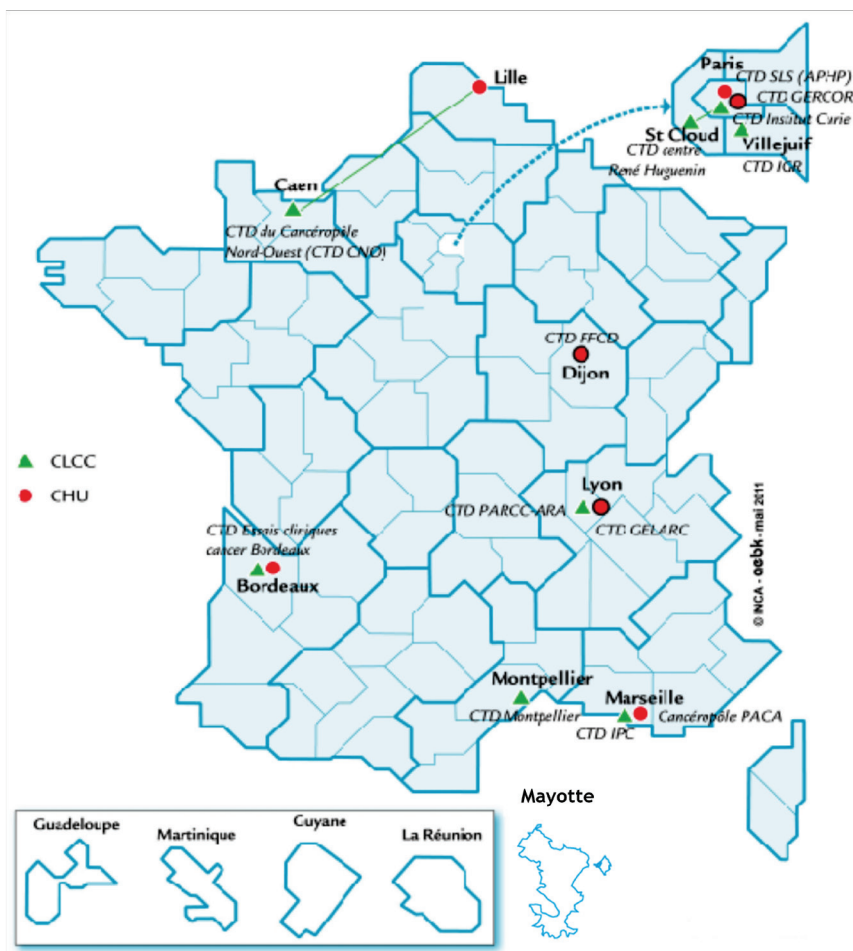 Lille
Paris
CTD SLS (APHP)
CTD GERCOR
CTD Institut Curie
St Cloud
Villejuif
CTD centre
René Huguenin
CTD IGR
Caen
CTD du Cancéropile
Nord-Ouest (CTD CNO)
CTD FFCD
Dijon
CLCC
CHU
Lyon
CTD PARCC-ARA
CTD GELARC
CTD Essais cliniques
cancer Bordeaux
Bordeaux
© INCA - oebk - mai 2011
Montpellier
CTD Montpellier
Marseille
Cancéropôle PACA
CTD IPC
Mayotte
Guadeloupe
Martinique
Guyane
La Réunion